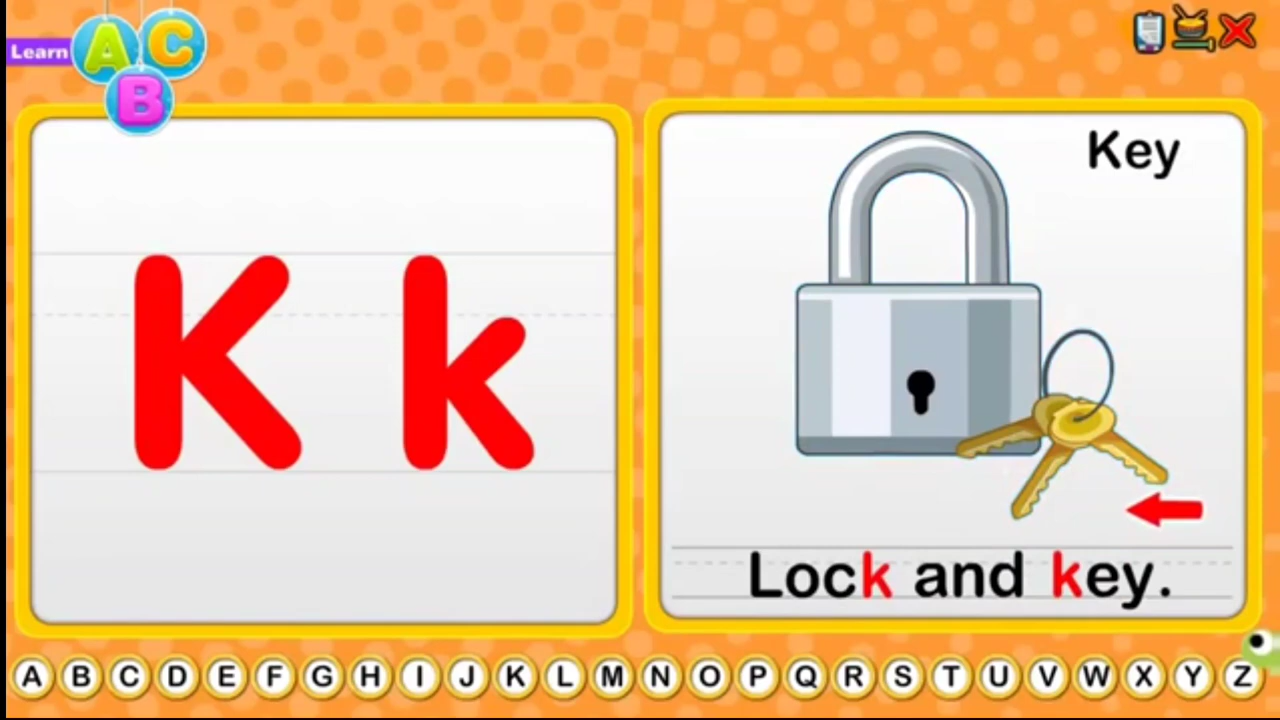 Learn
A C
B
K k
Key
Lock and key.
A B C D E F G H I J K L M N O P Q R S T U V W X Y Z